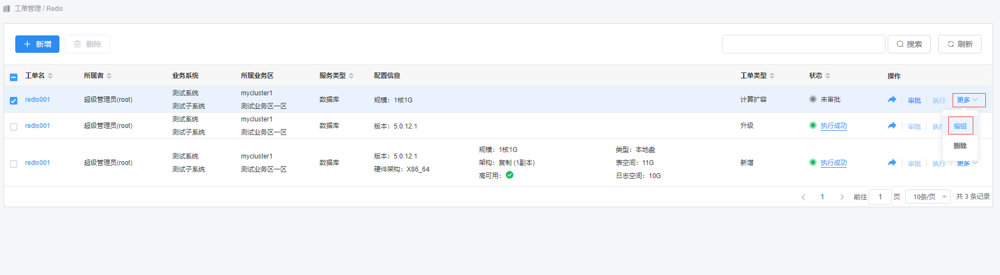 工单管理 / Redis
新增
删除
搜索
刷新
工单名 所属者 业务系统 所属业务区 服务类型 配置信息 工单类型 状态 操作
redis001 超级管理员(root) 测试系统 mycluster1 数据库 规模：1核1G 计算扩容 未审批 审批 执行 更多
测试子系统 测试业务区一区
redis001 超级管理员(root) 测试系统 mycluster1 数据库 版本：5.0.12.1 升级 执行成功 审批 执行
测试子系统 测试业务区一区
编辑
删除
redis001 超级管理员(root) 测试系统 mycluster1 数据库 版本：5.0.12.1 规模：1核1G 类型：本地盘 新增 执行成功 审批 执行 更多
测试子系统 测试业务区一区 硬件架构：X86_64 架构：复制 (1副本) 表空间：11G
高可用： 日志空间：10G
1 前往 1 页 10条/页 共 3 条记录